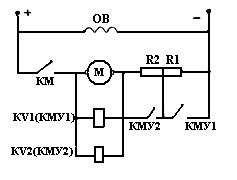 + –
ОВ
КМ М R2 R1
KV1(КМУ1) КМУ2 КМУ1
KV2(КМУ2)